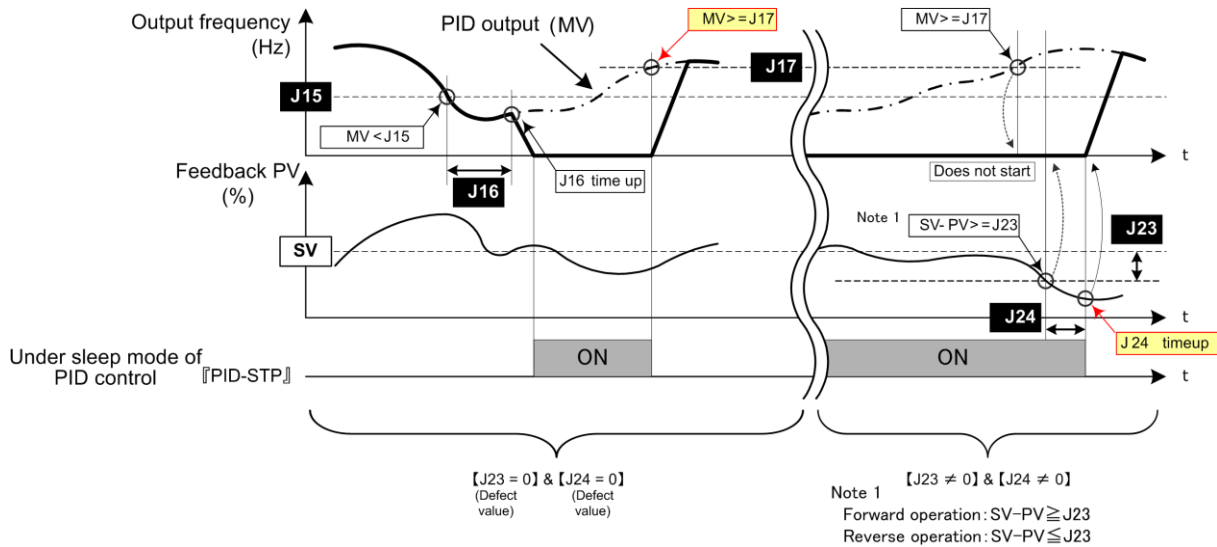 Output frequency
(Hz)
PID output (MV)
MV>=J17
MV>=J17
J17
J15
MV<J15
J16
J16 time up
Does not start
t
Feedback PV
(%)
SV
Note 1
SV-PV>=J23
J23
J24
J24 timeup
t
Under sleep mode of
PID control
『PID-STP』
ON
ON
t
【J23 = 0】 & 【J24 = 0】
(Defect
value)
(Defect
value)
【J23 ≠ 0】 & 【J24 ≠ 0】
Note 1
Forward operation:SV-PV≧J23
Reverse operation:SV-PV≦J23